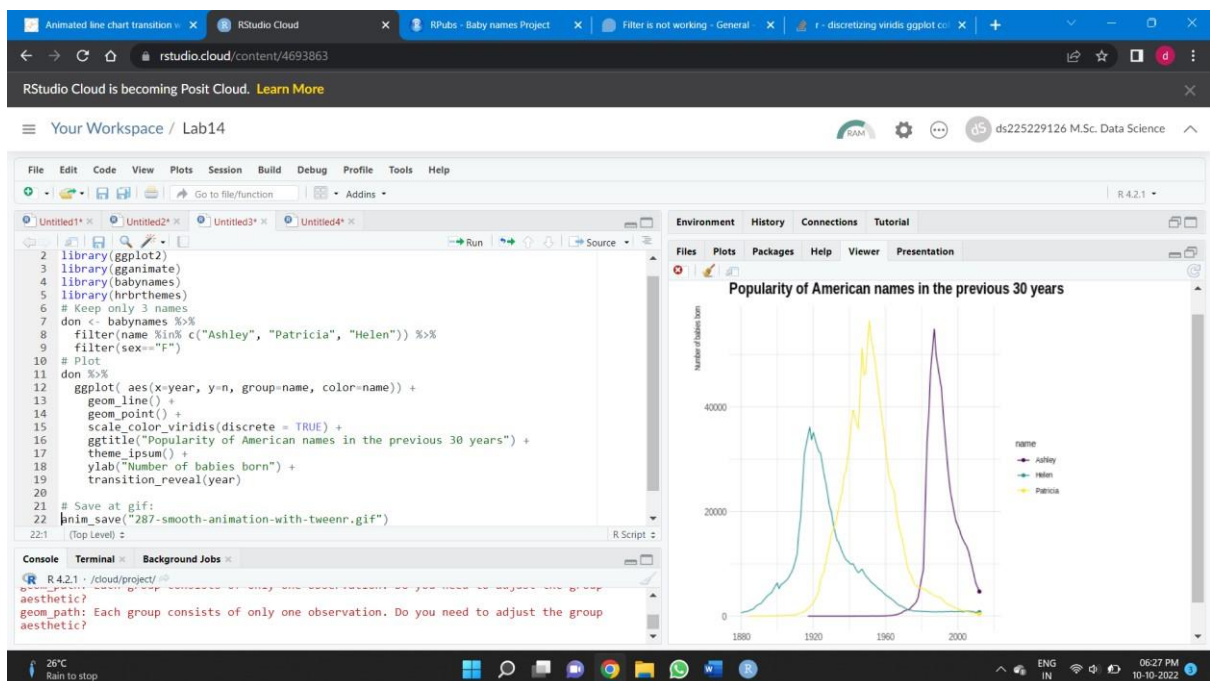 Animated line chart transition w
RStudio Cloud
RPubs - Baby names Project
Filter is not working - General -
r - discretizing viridis ggplot col
rstudio.cloud/content/4693863
d
RStudio Cloud is becoming Posit Cloud. Learn More
Your Workspace / Lab14
RAM
dS
ds225229126 M.Sc. Data Science
File Edit Code View Plots Session Build Debug Profile Tools Help
Go to file/function
Addins
R 4.2.1
Untitled1*
Untitled2*
Untitled3*
Untitled4*
Run
Source
2 library(ggplot2)
3 library(gganimate)
4 library(babynames)
5 library(hrbrthemes)
6 # Keep only 3 names
7 don <- babynames %>%
8 filter(name %in% c("Ashley", "Patricia", "Helen")) %>%
9 filter(sex=="F")
10 # Plot
11 don %>%
12 ggplot( aes(x=year, y=n, group=name, color=name)) +
13 geom_line() +
14 geom_point() +
15 scale_color_viridis(discrete = TRUE) +
16 ggtitle("Popularity of American names in the previous 30 years") +
17 theme_ipsum() +
18 ylab("Number of babies born") +
19 transition_reveal(year)
20
21 # Save at gif:
22 anim_save("287-smooth-animation-with-tweenr.gif")
22:1 (Top Level)
R Script
Console Terminal Background Jobs
R 4.2.1 · /cloud/project/
aesthetic?
geom_path: Each group consists of only one observation. Do you need to adjust the group
aesthetic?
Environment History Connections Tutorial
Files Plots Packages Help Viewer Presentation
Popularity of American names in the previous 30 years
Number of babies born
40000
20000
0
1880 1920 1960 2000
name
Ashley
Helen
Patricia
26°C
Rain to stop
ENG
IN
06:27 PM
10-10-2022
3